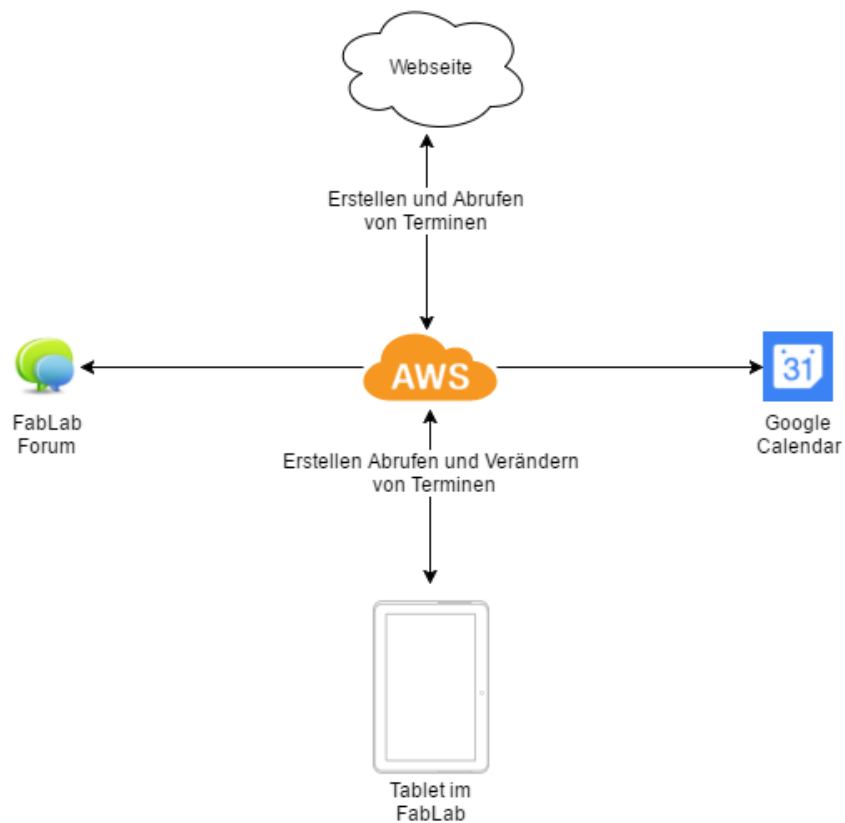 Webseite
Erstellen und Abrufen
von Terminen
AWS
31
FabLab
Forum
Google
Calendar
Erstellen Abrufen und Verändern
von Terminen
Tablet im
FabLab